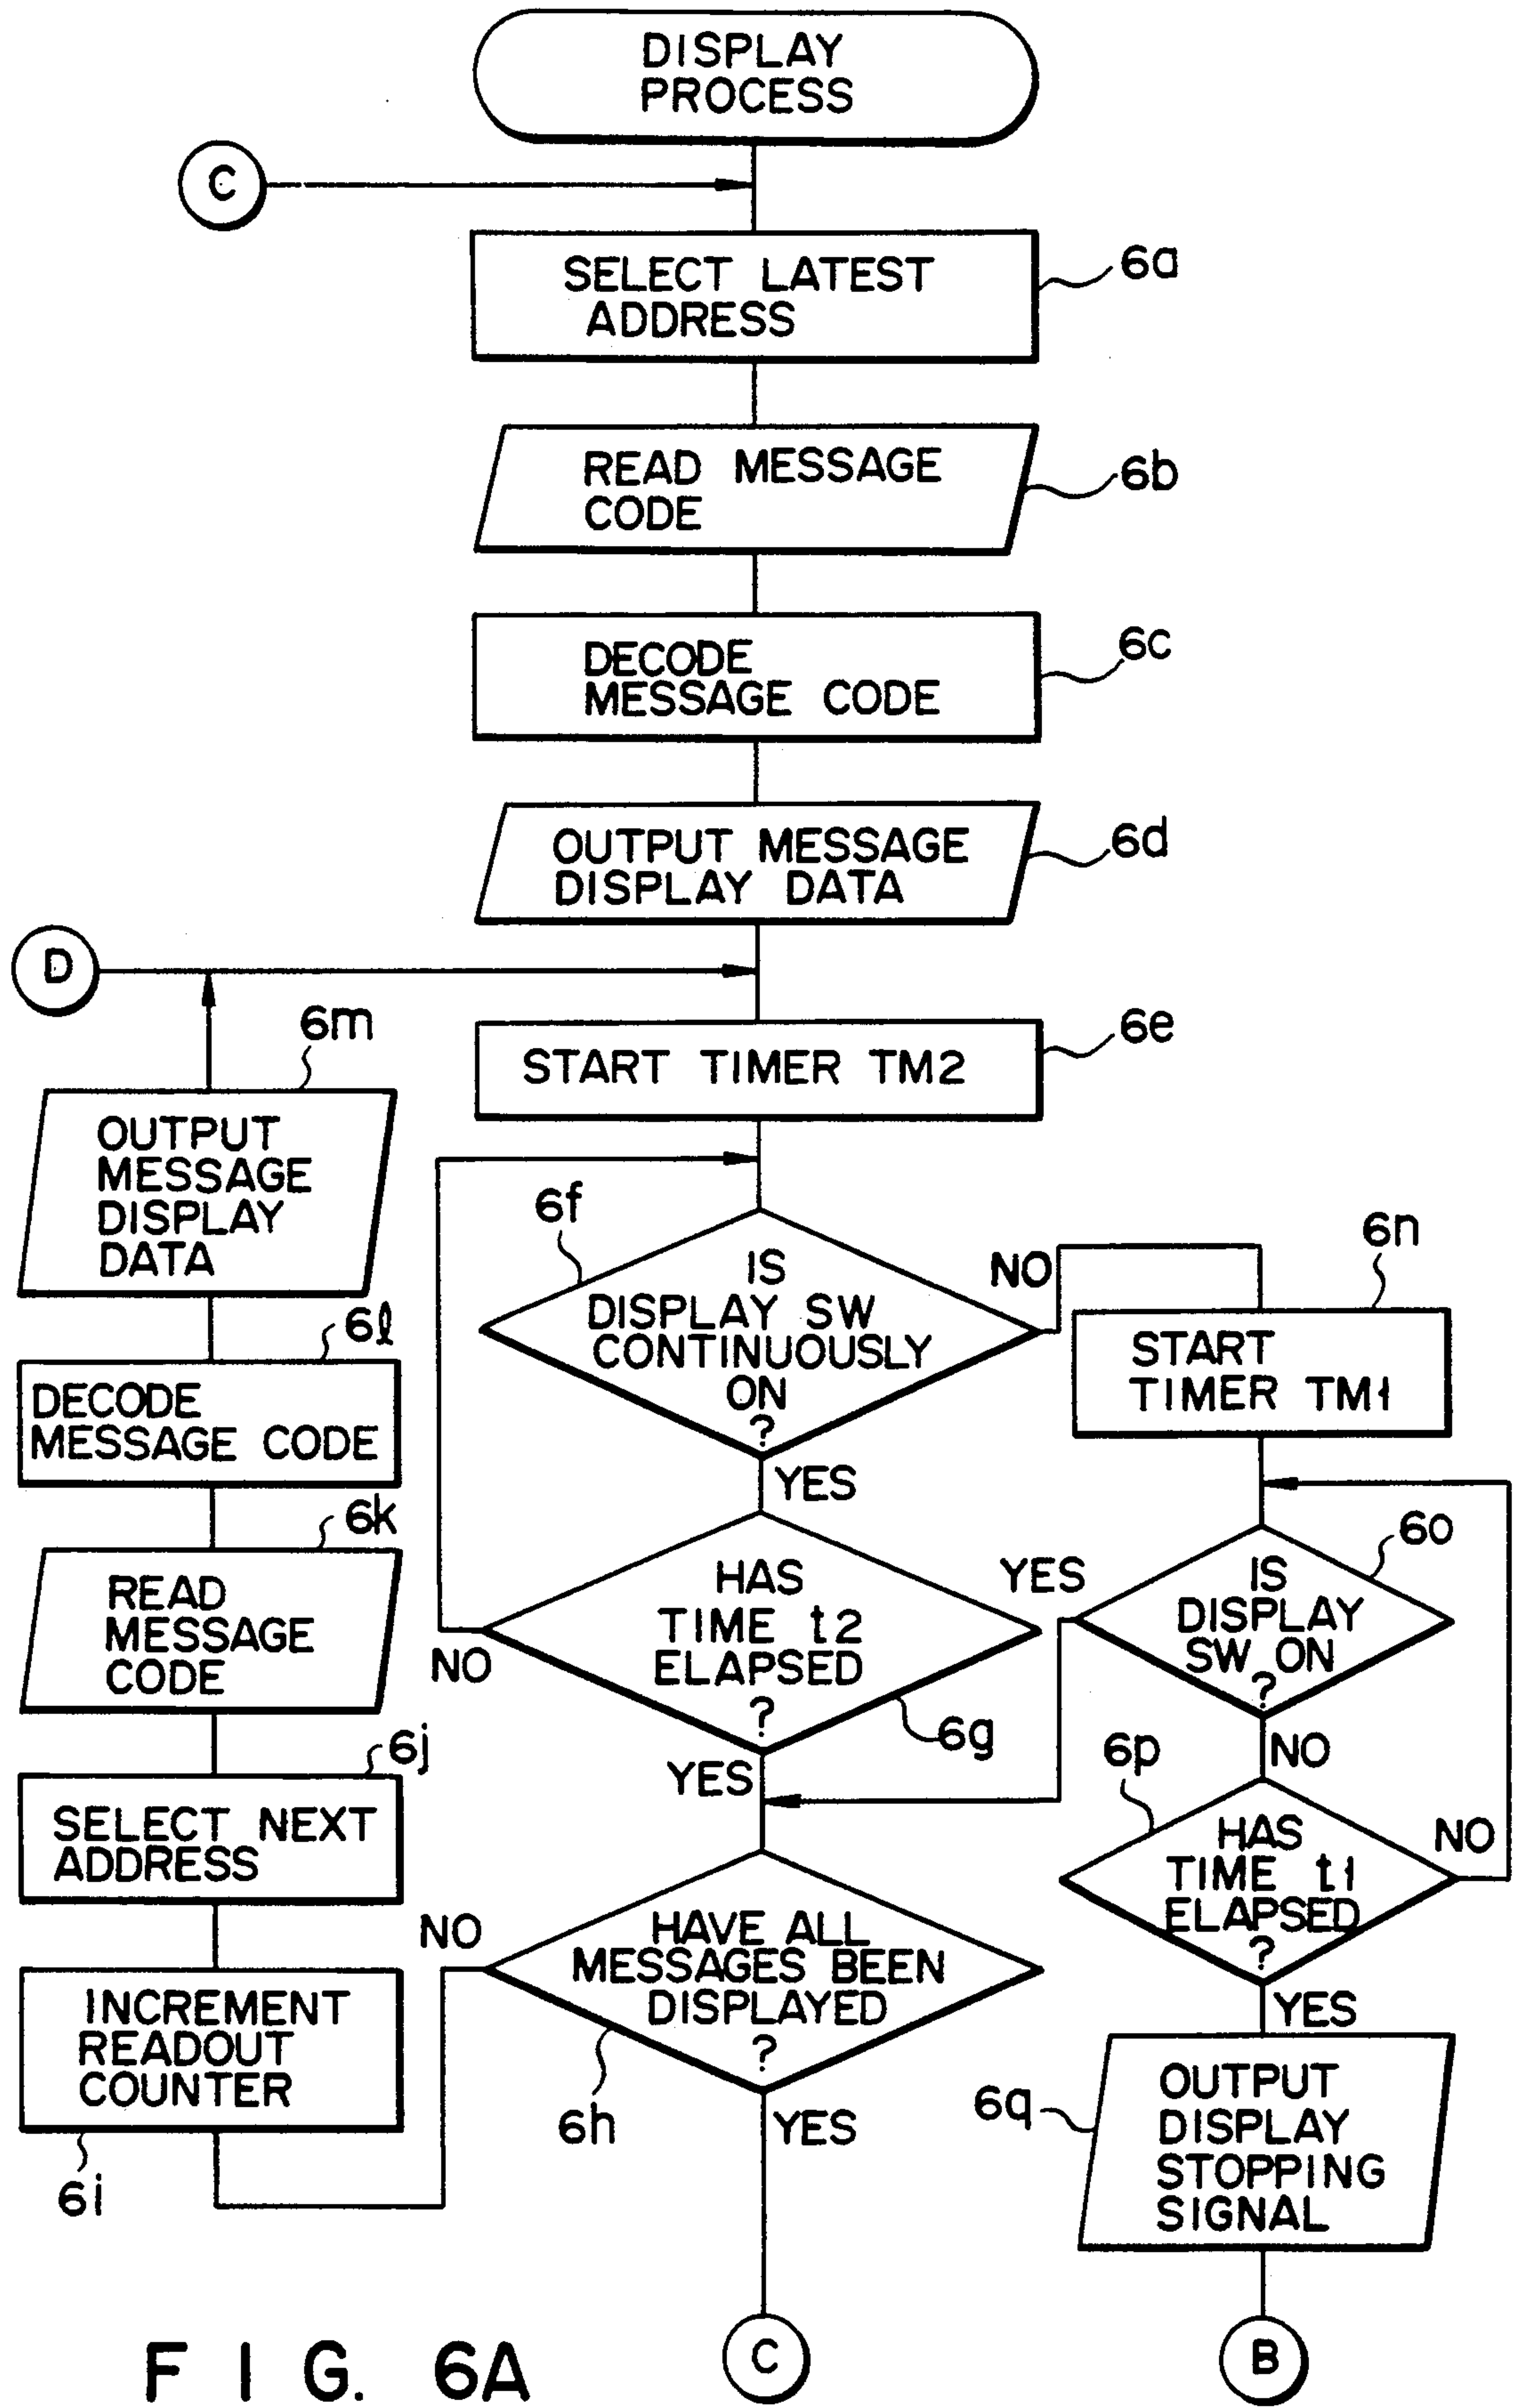 DISPLAY
PROCESS
C
SELECT LATEST
ADDRESS
6a
READ MESSAGE
CODE
6b
DECODE
MESSAGE CODE
6c
OUTPUT MESSAGE
DISPLAY DATA
6d
D
START TIMER TM2
6e
6m
OUTPUT
MESSAGE
DISPLAY
DATA
6l
DECODE
MESSAGE CODE
6k
READ
MESSAGE
CODE
6j
SELECT NEXT
ADDRESS
INCREMENT
READOUT
COUNTER
6i
6f
IS
DISPLAY SW
CONTINUOUSLY
ON
?
NO
YES
HAS
TIME t2
ELAPSED
?
NO
6g
YES
HAVE ALL
MESSAGES BEEN
DISPLAYED
?
NO
6h
YES
C
6n
START
TIMER TM1
6o
IS
DISPLAY
SW ON
?
YES
NO
6p
HAS
TIME t1
ELAPSED
?
NO
YES
6q
OUTPUT
DISPLAY
STOPPING
SIGNAL
B
FIG. 6A